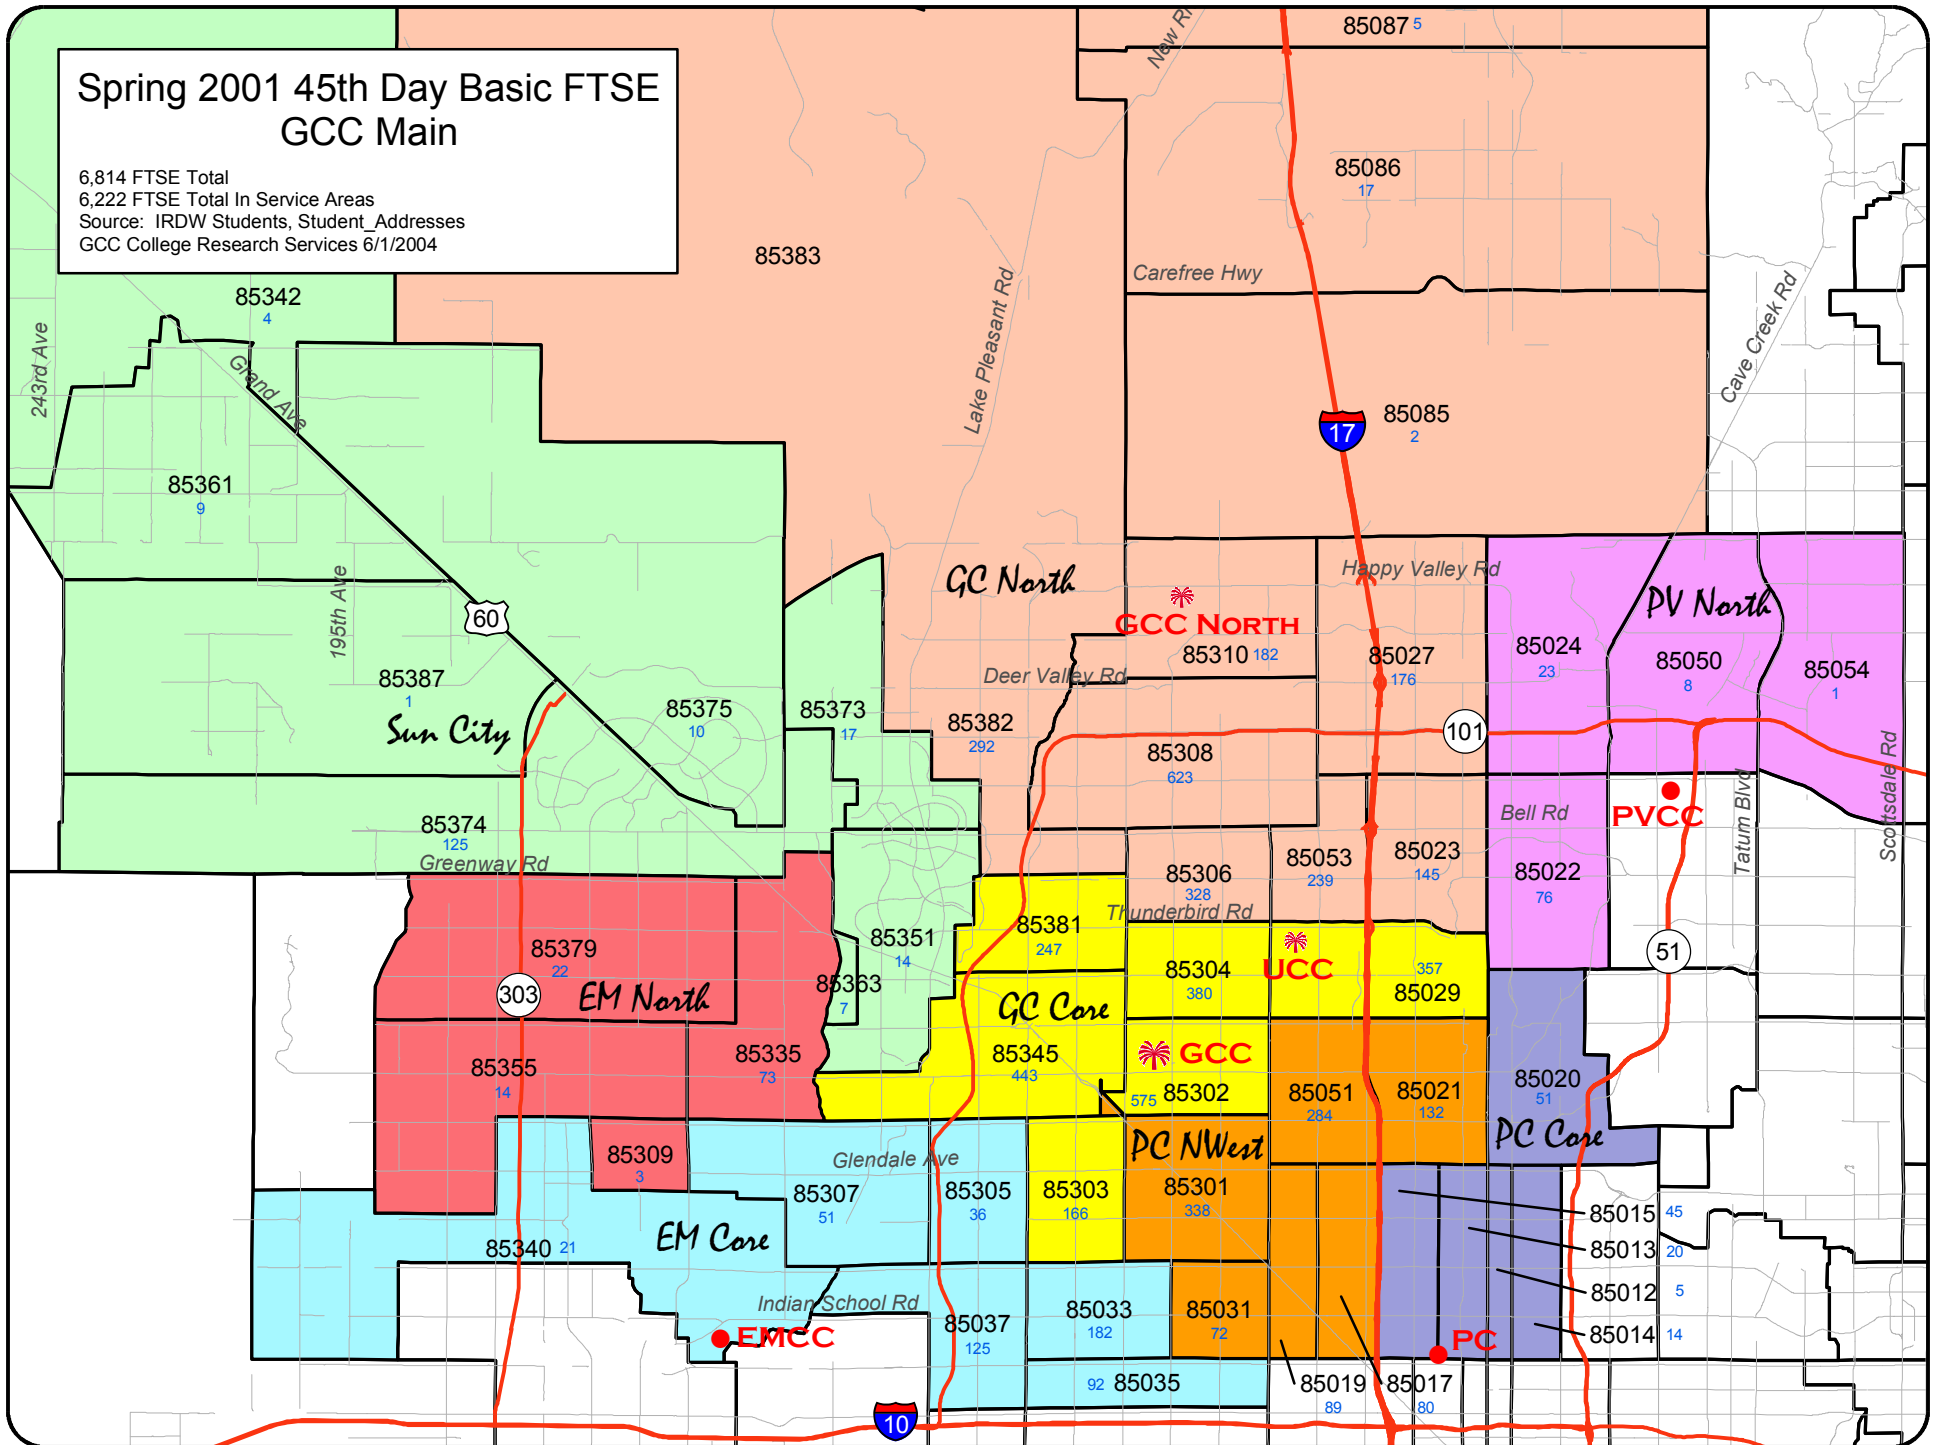 Spring 2001 45th Day Basic FTSE
GCC Main
6,814 FTSE Total
6,222 FTSE Total In Service Areas
Source: IRDW Students, Student_Addresses
GCC College Research Services 6/1/2004
85087 5
New Ri
85086
17
85383
Carefree Hwy
85342
4
243rd Ave
Grand Ave
Lake Pleasant Rd
Cave Creek Rd
85085
2
17
85361
9
195th Ave
60
GC North
Happy Valley Rd
PV North
GCC North
85310 182
85027
176
85024
23
85050
8
85054
1
Deer Valley Rd
85387
1
Sun City
85375
10
85373
17
85382
292
101
85308
623
Scottsdale Rd
Tatum Blvd
Bell Rd
PVCC
85374
125
Greenway Rd
85306
328
85053
239
85023
145
85022
76
Thunderbird Rd
85381
247
85351
14
85379
22
303
EM North
85363
7
GC Core
85304
380
UCC
357
85029
51
85355
14
85335
73
85345
443
GCC
575 85302
85051
284
85021
132
85020
51
PC Core
PC NWest
85309
3
Glendale Ave
85307
51
85305
36
85303
166
85301
338
85015 45
85013 20
85012 5
85014 14
85340 21
EM Core
Indian School Rd
EMCC
85037
125
85033
182
85031
72
PC
92 85035
85019
89
85017
80
10